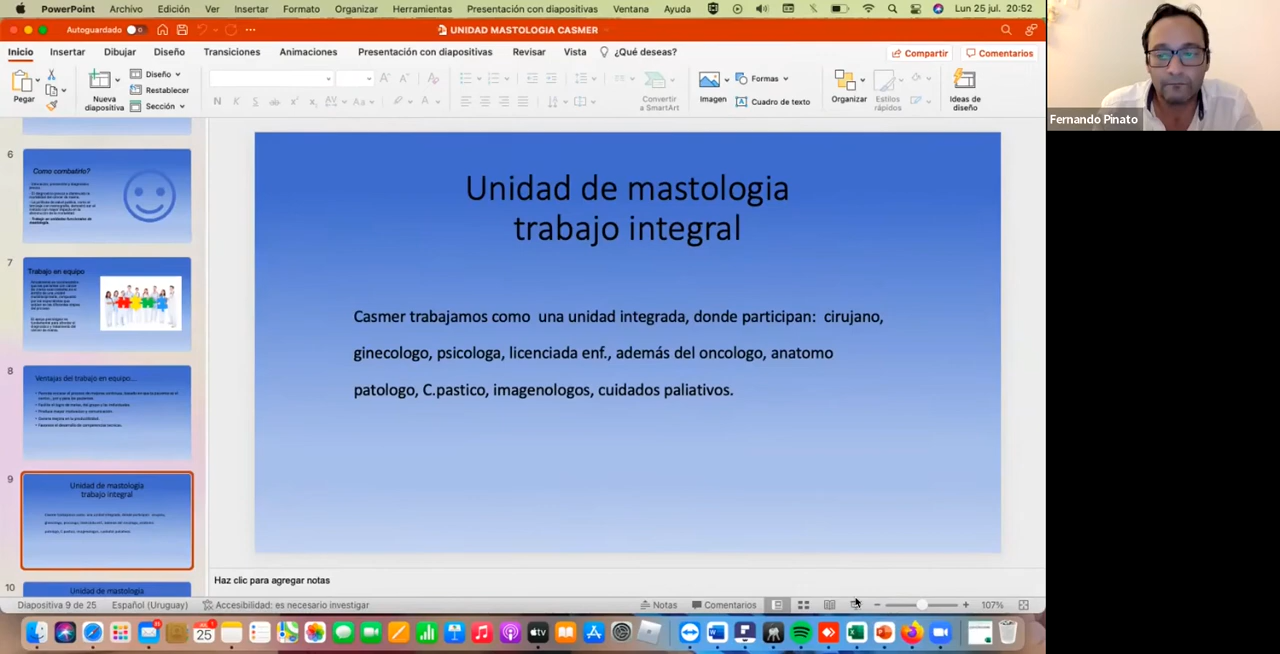 PowerPoint Archivo Edición Ver Insertar Formato Organizar Herramientas Presentación con diapositivas Ventana Ayuda Lun 25 jul. 20:52
Autoguardado UNIDAD MASTOLOGIA CASMER
Inicio Insertar Dibujar Diseño Transiciones Animaciones Presentación con diapositivas Revisar Vista ¿Qué deseas? Compartir Comentarios
Pegar
Nueva diapositiva
Diseño
Restablecer
Sección
Convertir a SmartArt
Imagen
Formas
Cuadro de texto
Organizar
Estilos rápidos
Ideas de diseño
Fernando Pinato
6
Como combatirlo?
7
Trabajo en equipo
8
Ventajas del trabajo en equipo...
9
Unidad de mastologia
trabajo integral
10
Unidad de mastologia
Unidad de mastologia
trabajo integral
Casmer trabajamos como una unidad integrada, donde participan: cirujano,
ginecologo, psicologa, licenciada enf., además del oncologo, anatomo
patologo, C.pastico, imagenologos, cuidados paliativos.
Haz clic para agregar notas
Diapositiva 9 de 25 Español (Uruguay) Accesibilidad: es necesario investigar Notas Comentarios 107%
25
tv